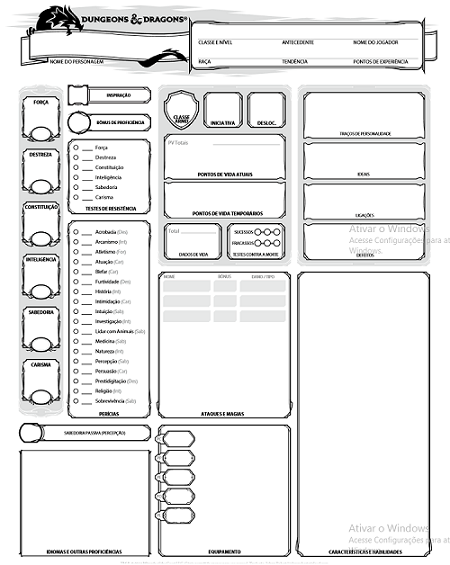 DUNGEONS & DRAGONS®
NOME DO PERSONAGEM
CLASSE E NÍVEL
ANTECEDENTE
NOME DO JOGADOR
RAÇA
TENDÊNCIA
PONTOS DE EXPERIÊNCIA
FORÇA
DESTREZA
CONSTITUIÇÃO
INTELIGÊNCIA
SABEDORIA
CARISMA
INSPIRAÇÃO
BÔNUS DE PROFICIÊNCIA
Força
Destreza
Constituição
Inteligência
Sabedoria
Carisma
TESTES DE RESISTÊNCIA
Acrobacia (Des)
Arcanismo (Int)
Atletismo (For)
Atuação (Car)
Blefar (Car)
Furtividade (Des)
História (Int)
Intimidação (Car)
Intuição (Sab)
Investigação (Int)
Lidar com Animais (Sab)
Medicina (Sab)
Natureza (Int)
Percepção (Sab)
Persuasão (Car)
Prestidigitação (Des)
Religião (Int)
Sobrevivência (Sab)
PERÍCIAS
SABEDORIA PASSIVA (PERCEPÇÃO)
IDIOMAS E OUTRAS PROFICIÊNCIAS
CLASSE
INICIATIVA
DESLOC.
PV Totais
PONTOS DE VIDA ATUAIS
PONTOS DE VIDA TEMPORÁRIOS
Total
DADOS DE VIDA
SUCESSOS
FRACASSOS
TESTES CONTRA A MORTE
NOME
BÔNUS
DANO / TIPO
ATAQUES E MAGIAS
EQUIPAMENTO
TRAÇOS DE PERSONALIDADE
IDEAIS
LIGAÇÕES
DEFEITOS
Ativar o Windows
Acesse Configurações para at
Windows.
Ativar o Windows
Acesse Configurações para at
CARACTERÍSTICAS E HABILIDADES